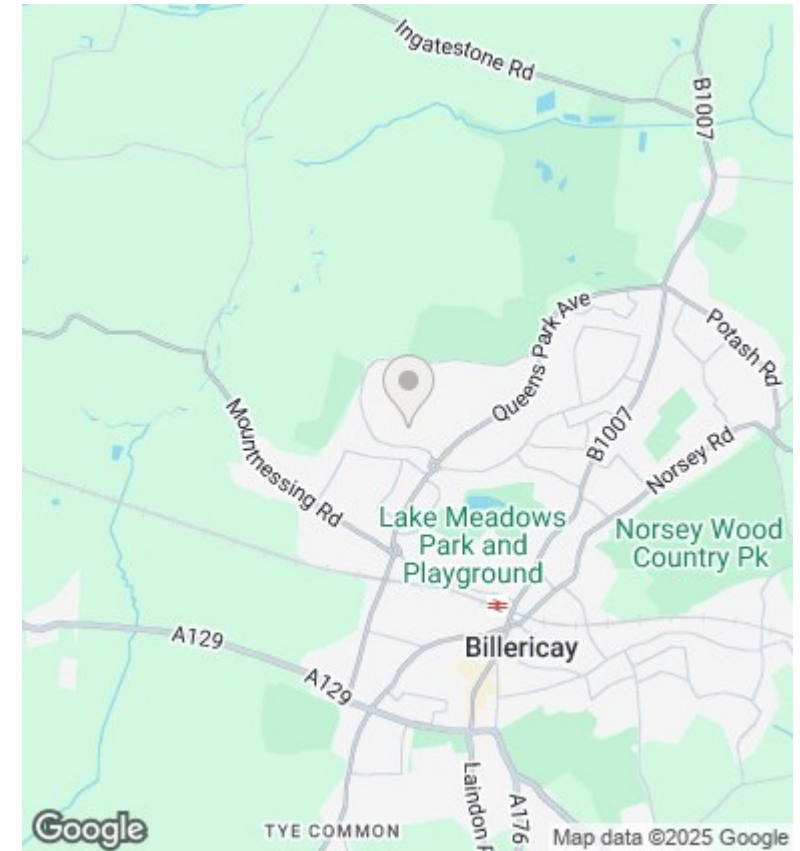 Ingatestone Rd
B1007
Queens Park Ave
Potash Rd
Mountnessing Rd
B1007
Norsey Rd
Lake Meadows
Park and
Playground
Norsey Wood
Country Pk
A129
Billericay
A129
Laindon
A176
TYE COMMON
Google
Map data ©2025 Google